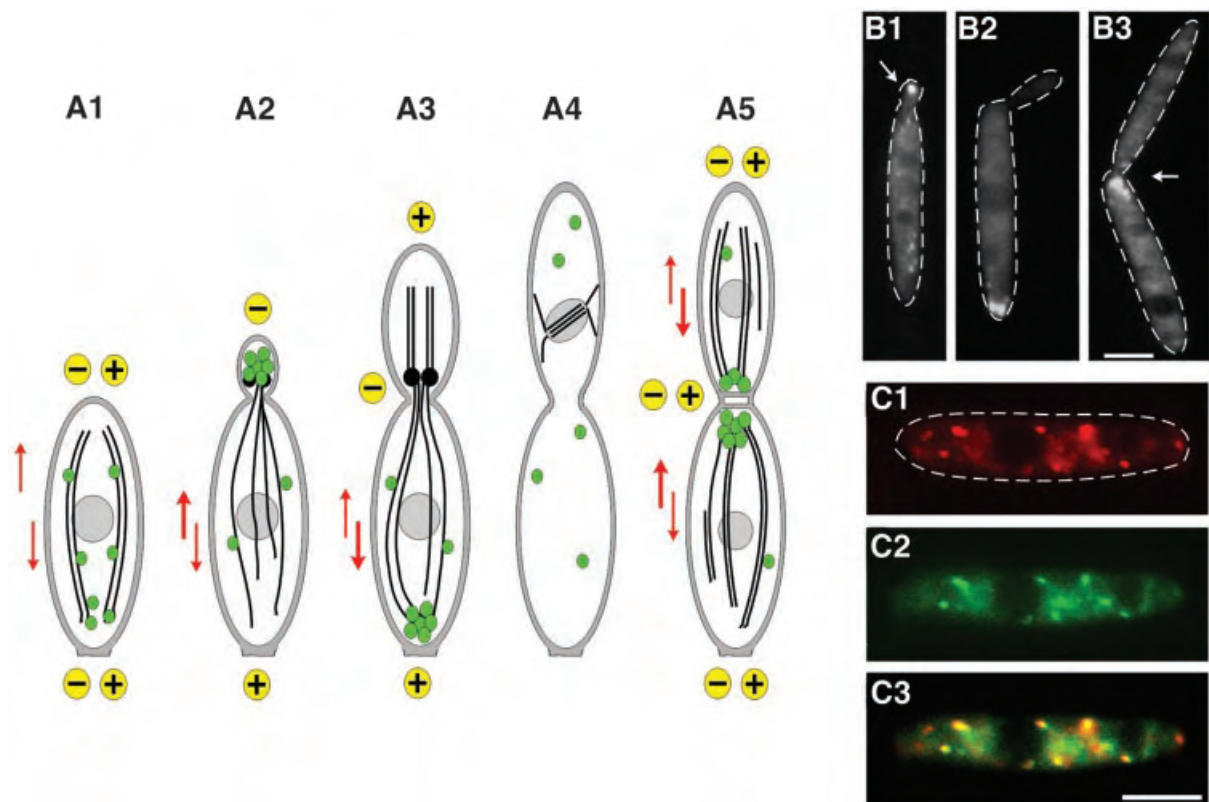 A1 A2 A3 A4 A5
B1 B2 B3
C1
C2
C3
− +
−
+
− +
−
− +
− +
+
+
− +